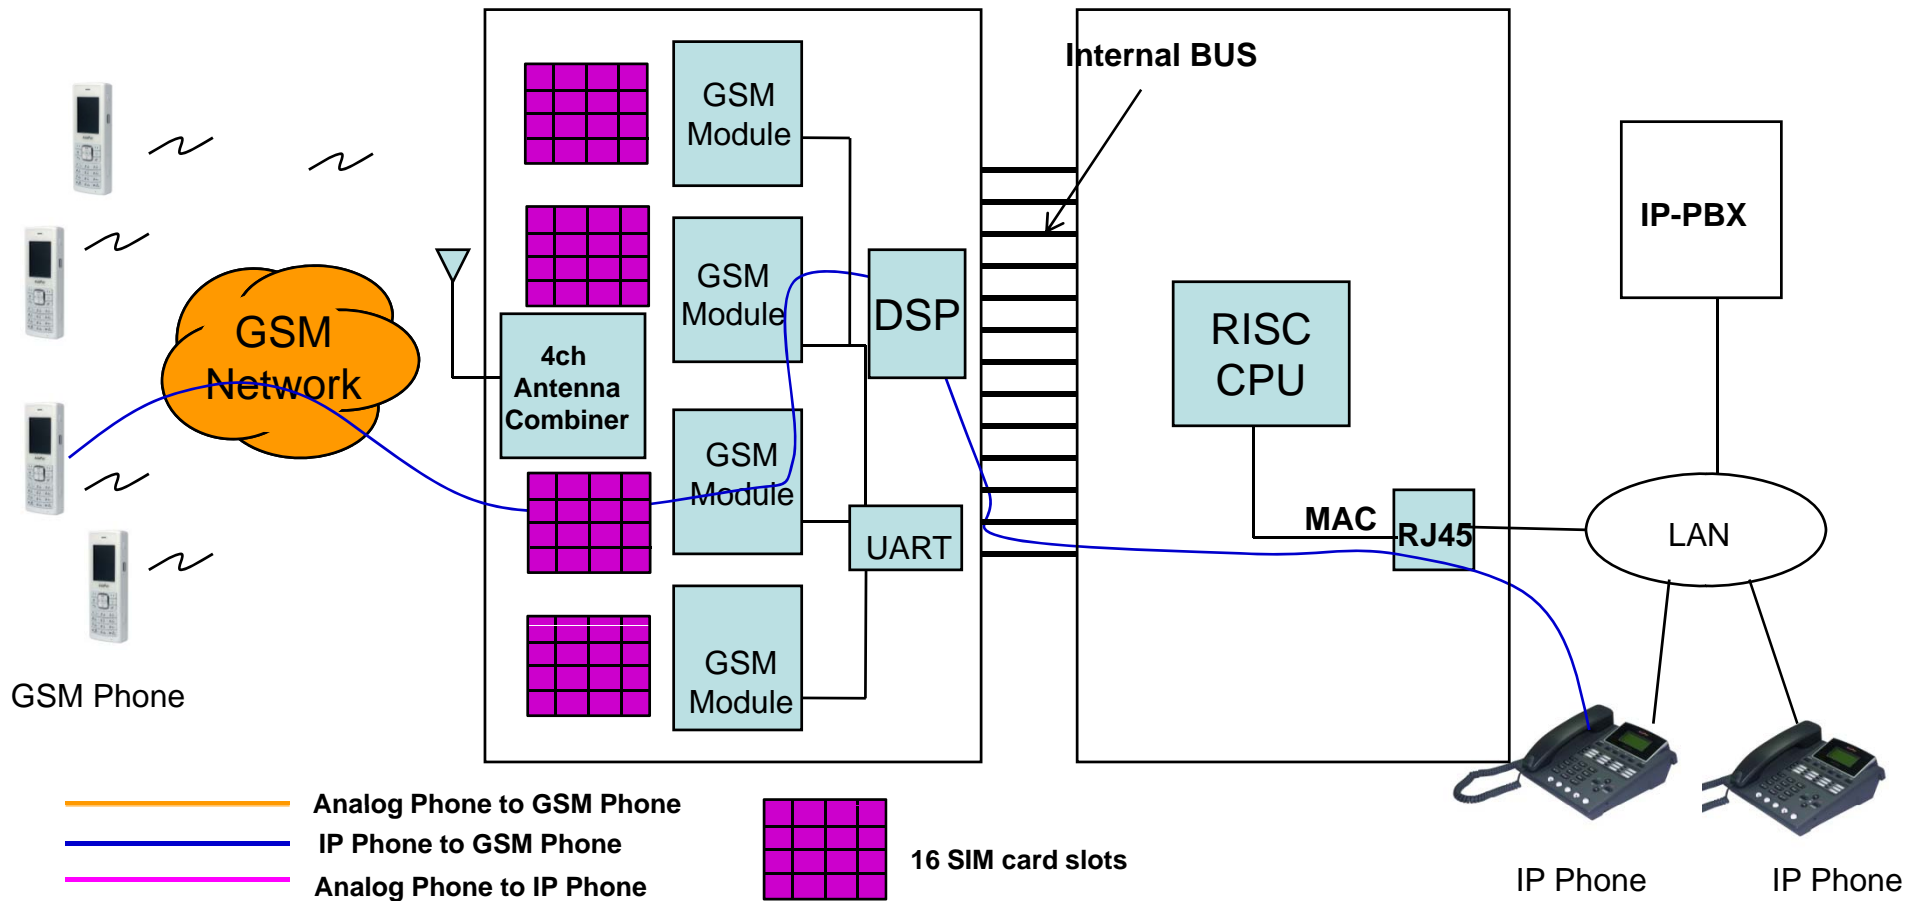 Internal BUS
GSM
Module
GSM
Module
GSM
Module
GSM
Module
GSM
Network
4ch
Antenna
Combiner
DSP
UART
RISC
CPU
MAC
RJ45
IP-PBX
LAN
GSM Phone
Analog Phone to GSM Phone
IP Phone to GSM Phone
Analog Phone to IP Phone
16 SIM card slots
IP Phone
IP Phone